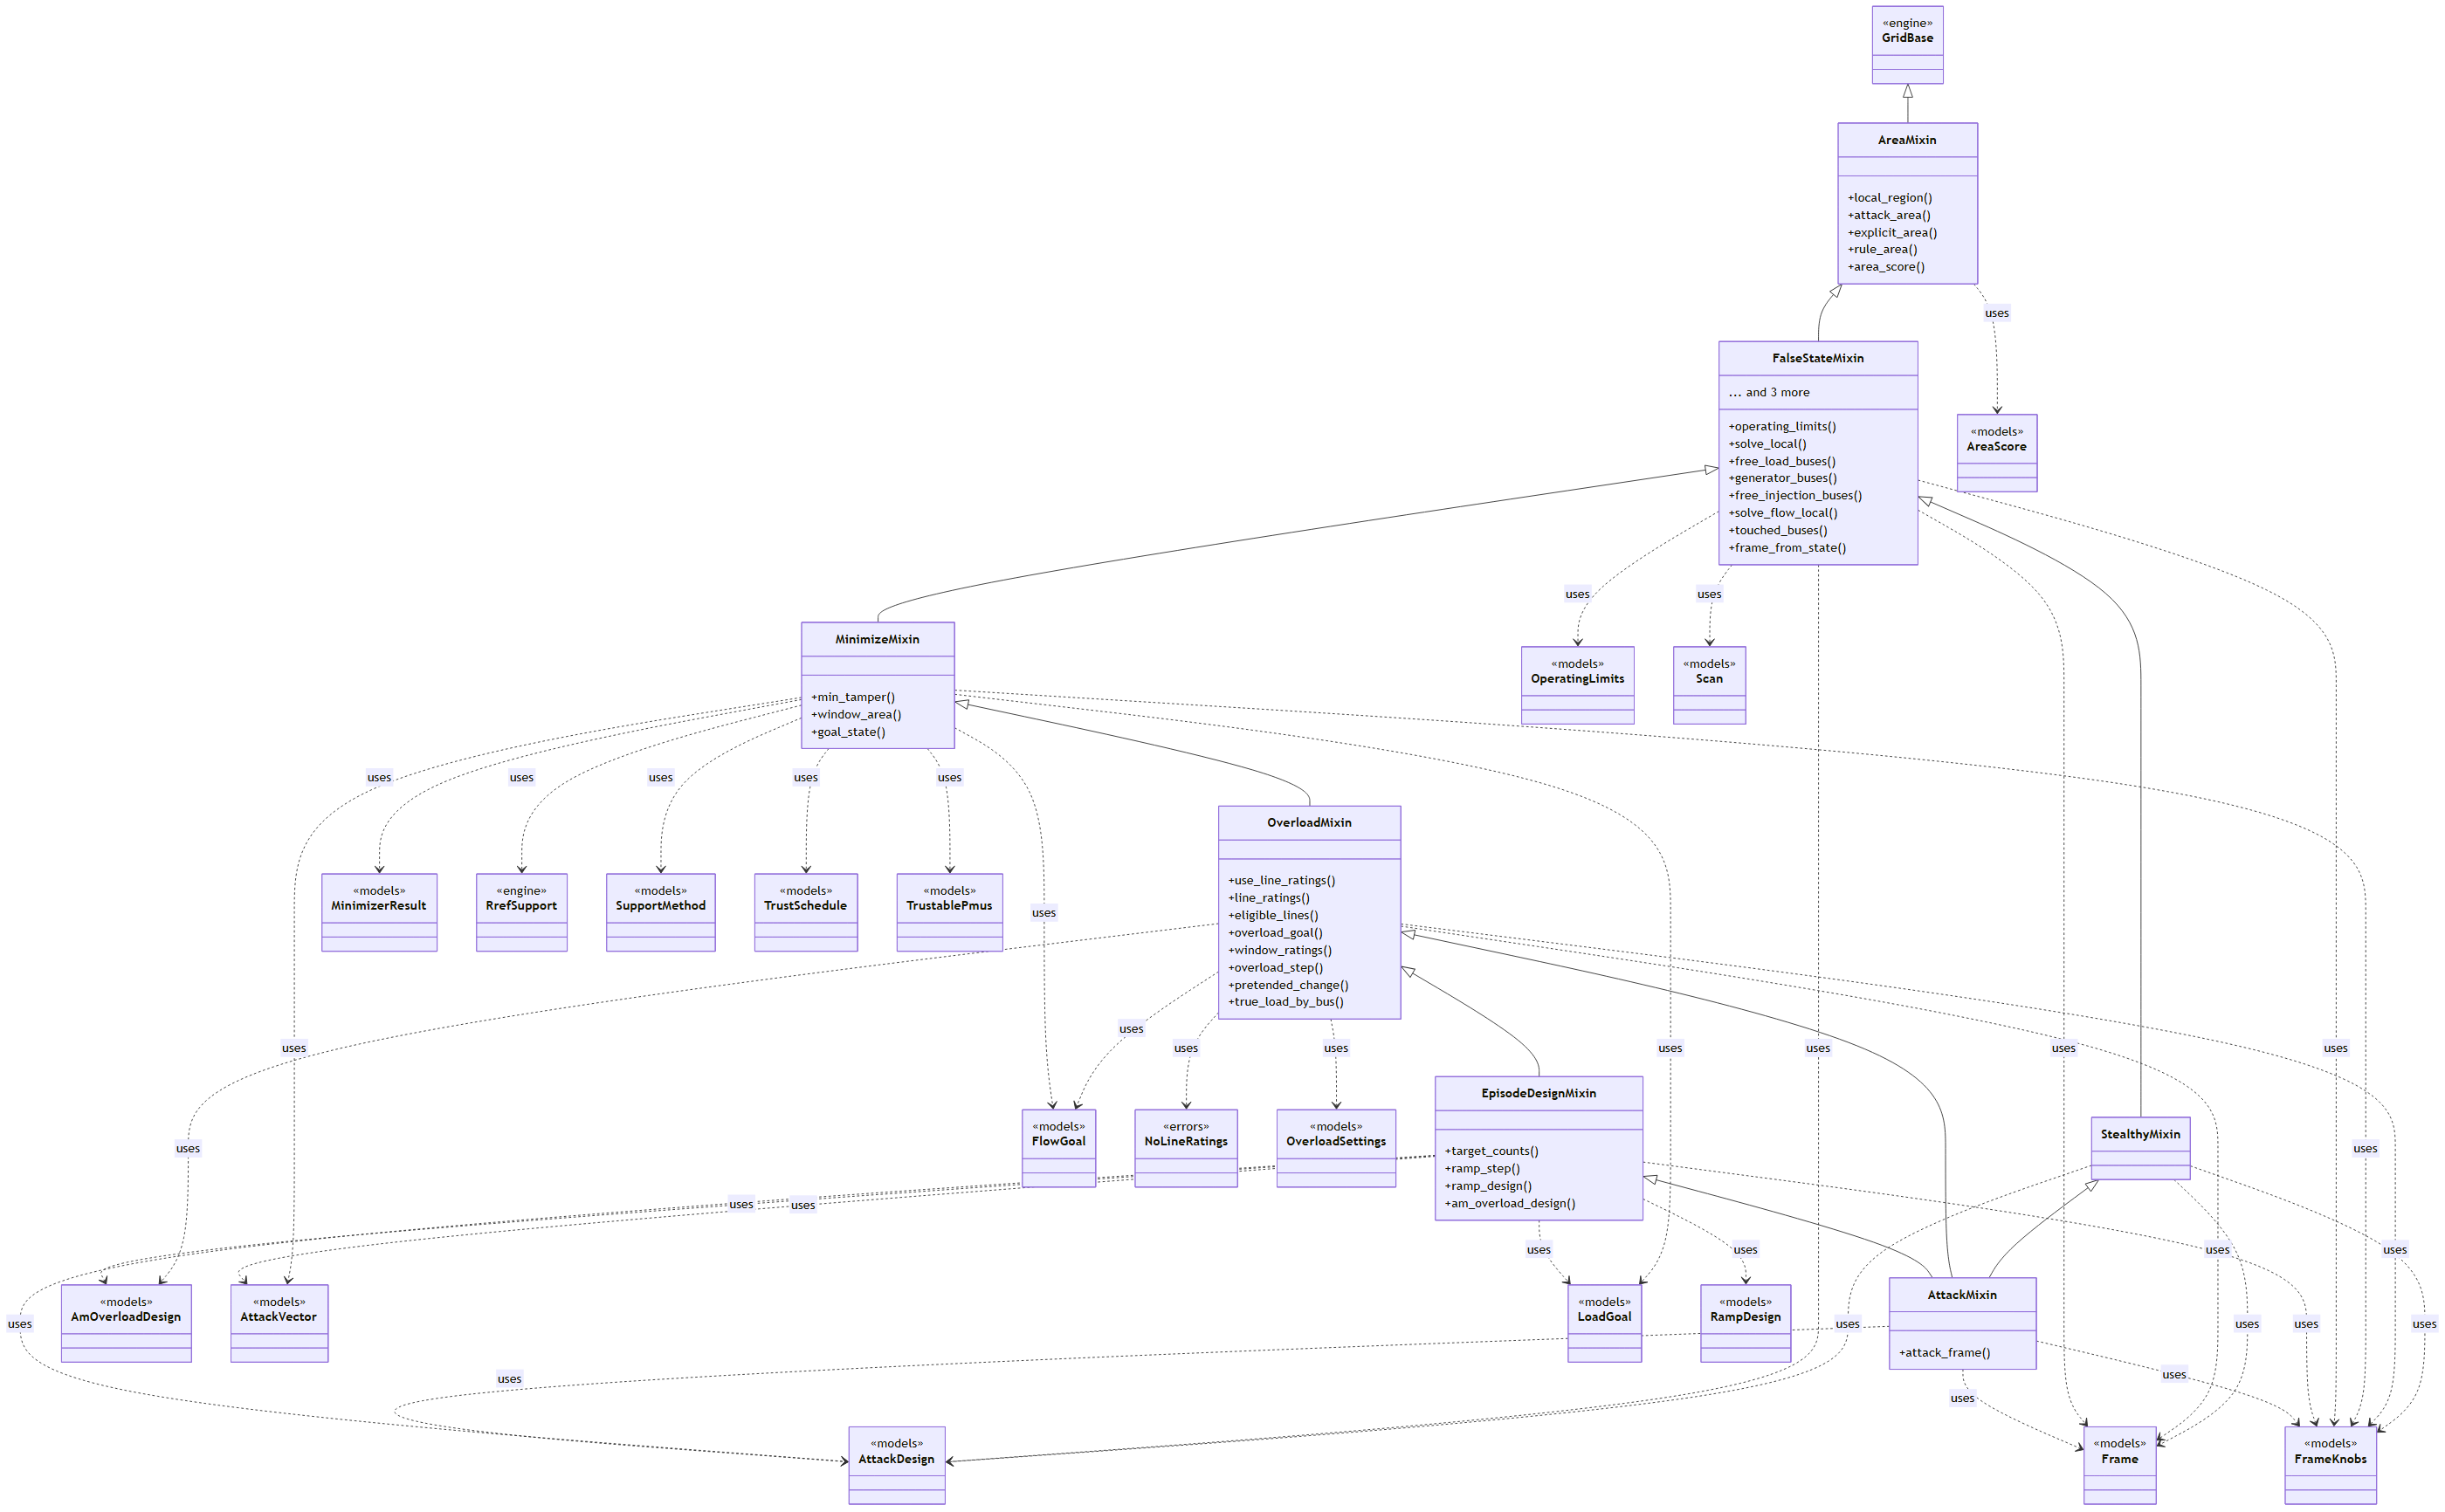 «engine»
GridBase
AreaMixin
+local_region()
+attack_area()
+explicit_area()
+rule_area()
+area_score()
uses
FalseStateMixin
... and 3 more
+operating_limits()
+solve_local()
+free_load_buses()
+generator_buses()
+free_injection_buses()
+solve_flow_local()
+touched_buses()
+frame_from_state()
«models»
AreaScore
uses
uses
MinimizeMixin
+min_tamper()
+window_area()
+goal_state()
«models»
OperatingLimits
«models»
Scan
uses
uses
uses
uses
uses
OverloadMixin
+use_line_ratings()
+line_ratings()
+eligible_lines()
+overload_goal()
+window_ratings()
+overload_step()
+pretended_change()
+true_load_by_bus()
«models»
MinimizerResult
«engine»
RrefSupport
«models»
SupportMethod
«models»
TrustSchedule
«models»
TrustablePmus
uses
uses
uses
uses
uses
uses
uses
uses
uses
EpisodeDesignMixin
+target_counts()
+ramp_step()
+ramp_design()
+am_overload_design()
«models»
FlowGoal
«errors»
NoLineRatings
«models»
OverloadSettings
StealthyMixin
uses
uses
uses
uses
uses
uses
uses
uses
«models»
AmOverloadDesign
«models»
AttackVector
«models»
LoadGoal
«models»
RampDesign
AttackMixin
+attack_frame()
uses
uses
uses
uses
uses
uses
uses
uses
«models»
AttackDesign
«models»
Frame
«models»
FrameKnobs